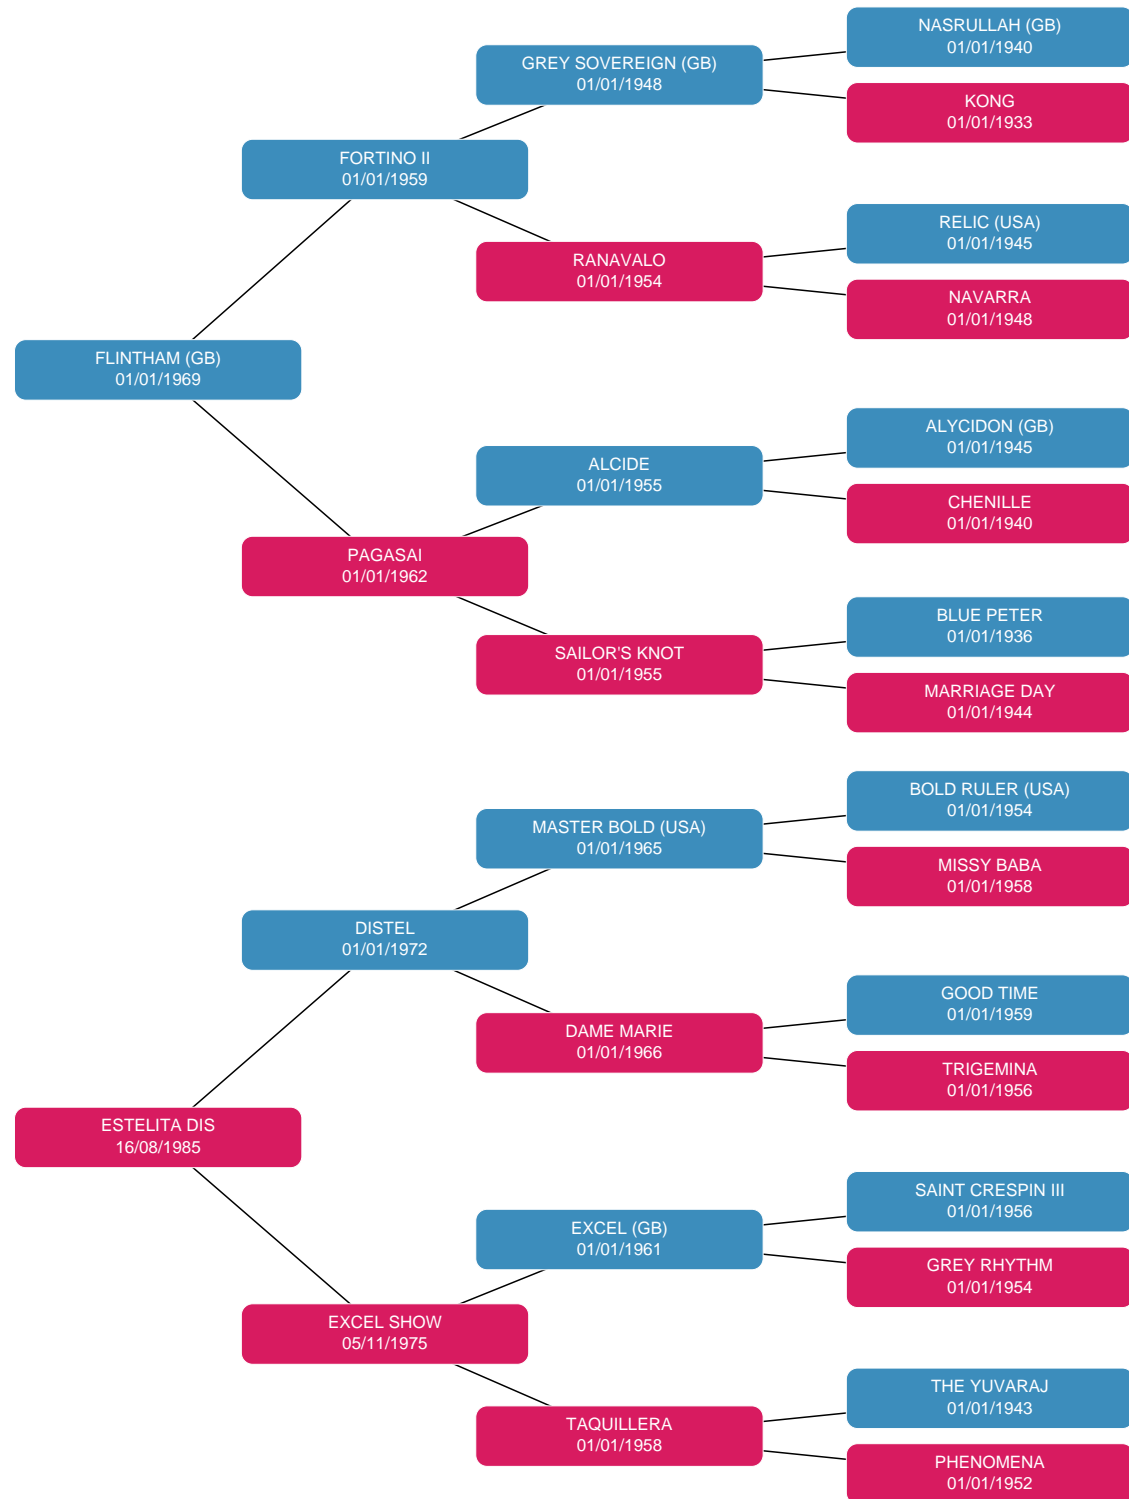 NASRULLAH (GB)
01/01/1940
GREY SOVEREIGN (GB)
01/01/1948
KONG
01/01/1933
FORTINO II
01/01/1959
RELIC (USA)
01/01/1945
RANAVALO
01/01/1954
NAVARRA
01/01/1948
FLINTHAM (GB)
01/01/1969
ALYCIDON (GB)
01/01/1945
ALCIDE
01/01/1955
CHENILLE
01/01/1940
PAGASAI
01/01/1962
BLUE PETER
01/01/1936
SAILOR'S KNOT
01/01/1955
MARRIAGE DAY
01/01/1944
BOLD RULER (USA)
01/01/1954
MASTER BOLD (USA)
01/01/1965
MISSY BABA
01/01/1958
DISTEL
01/01/1972
GOOD TIME
01/01/1959
DAME MARIE
01/01/1966
TRIGEMINA
01/01/1956
ESTELITA DIS
16/08/1985
SAINT CRESPIN III
01/01/1956
EXCEL (GB)
01/01/1961
GREY RHYTHM
01/01/1954
EXCEL SHOW
05/11/1975
THE YUVARAJ
01/01/1943
TAQUILLERA
01/01/1958
PHENOMENA
01/01/1952